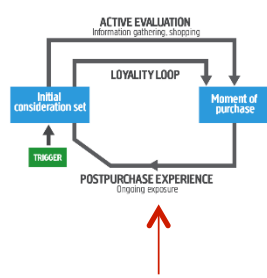 ACTIVE EVALUATION
Information gathering, shopping
LOYALITY LOOP
Initial
consideration set
Moment of
purchase
TRIGGER
POSTPURCHASE EXPERIENCE
Ongoing exposure